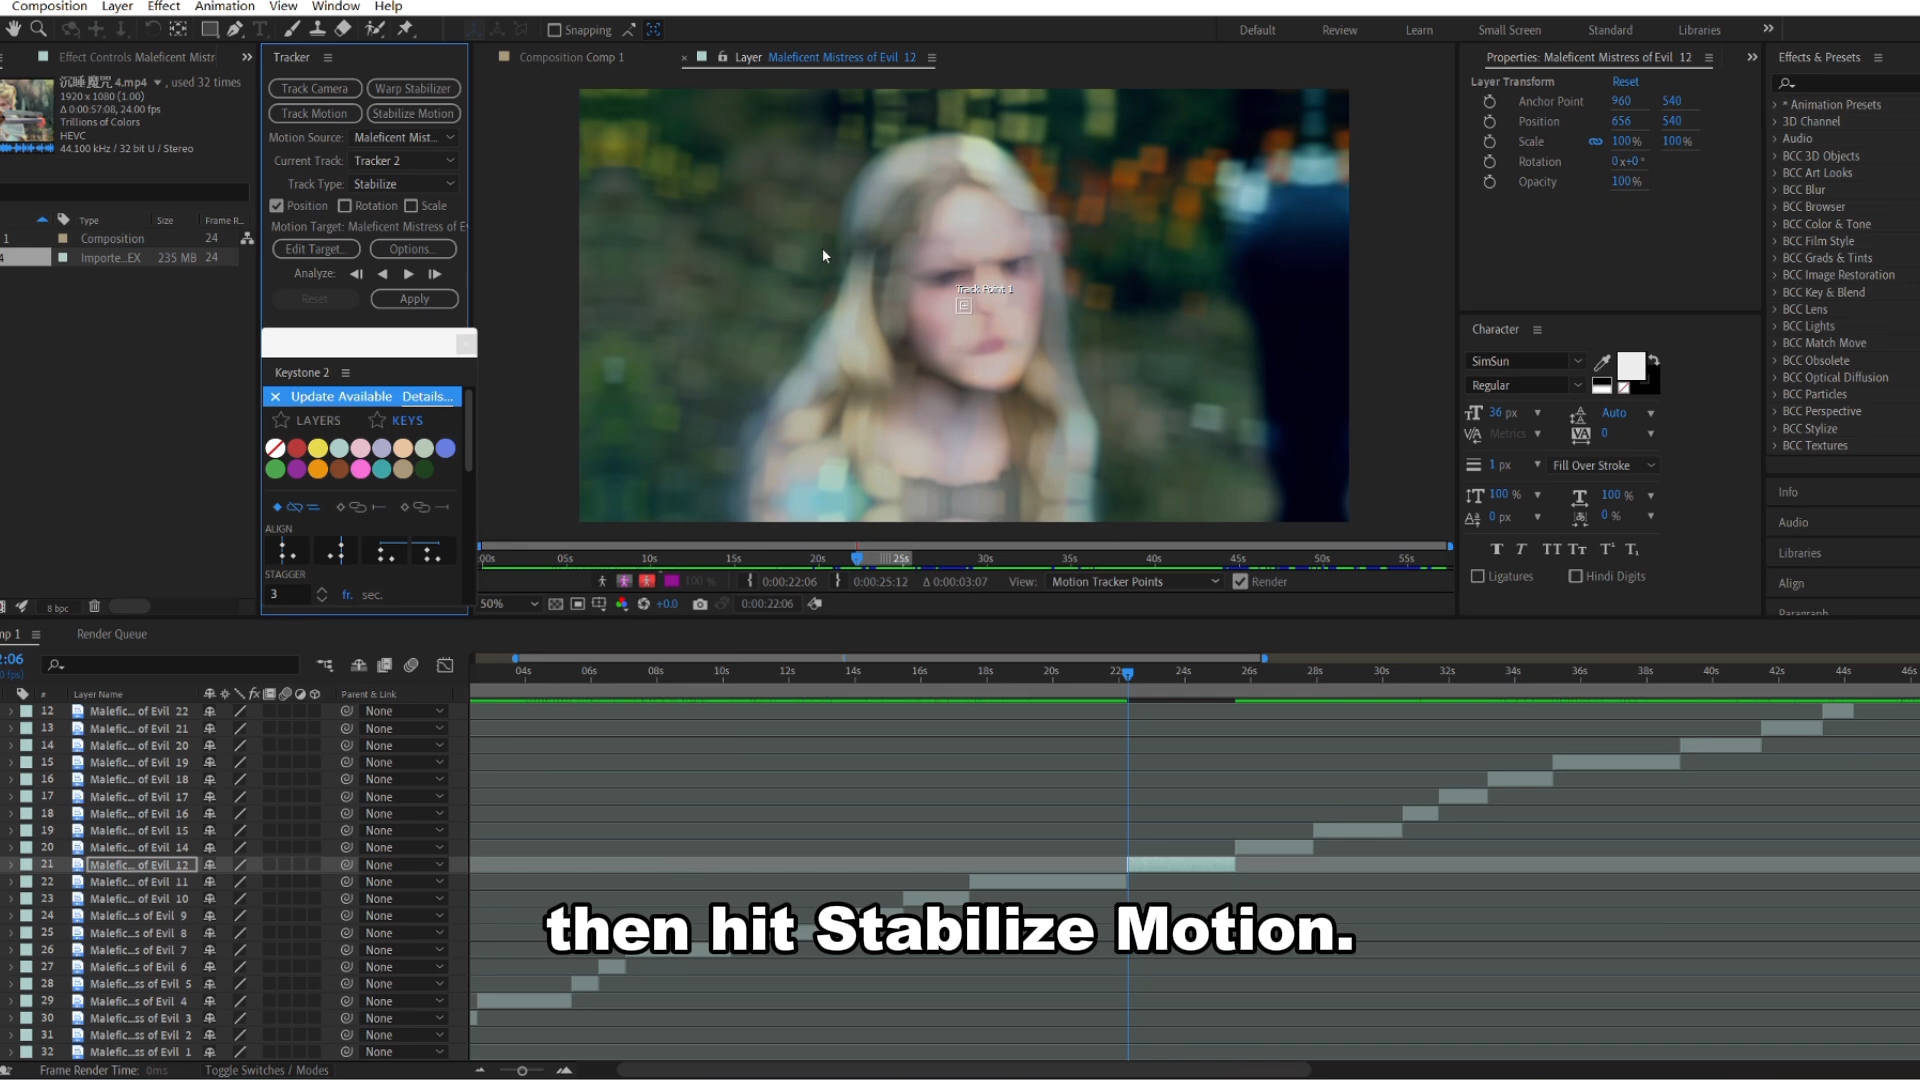 Composition Layer Effect Animation View Window Help
Snapping
Default Review Learn Small Screen Standard Libraries
Effect Controls Maleficent Mistr
沉睡魔咒 4.mp4 , used 32 times
1920 x 1080 (1.00)
Δ 0:00:57:08, 24.00 fps
Trillions of Colors
HEVC
44.100 kHz / 32 bit U / Stereo
Type Size Frame R...
1 Composition 24
4 Importe...EX 235 MB 24
8 bpc
Tracker
Track Camera Warp Stabilizer
Track Motion Stabilize Motion
Motion Source: Maleficent Mist...
Current Track: Tracker 2
Track Type: Stabilize
Position Rotation Scale
Motion Target: Maleficent Mistress of E
Edit Target... Options...
Analyze:
Reset Apply
Keystone 2
Update Available Details...
LAYERS KEYS
ALIGN
STAGGER
3 fr. sec.
Composition Comp 1
Layer Maleficent Mistress of Evil 12
Track Point 1
:00s 05s 10s 15s 20s 25s 30s 35s 40s 45s 50s 55s
100 % 0:00:22:06 0:00:25:12 Δ 0:00:03:07 View: Motion Tracker Points Render
50% +0.0 0:00:22:06
Properties: Maleficent Mistress of Evil 12
Layer Transform Reset
Anchor Point 960 540
Position 656 540
Scale 100% 100%
Rotation 0x+0°
Opacity 100%
Character
SimSun
Regular
36 px Auto
Metrics 0
1 px Fill Over Stroke
100 % 100 %
0 px 0 %
T T TT Tт T¹ T₁
Ligatures Hindi Digits
Effects & Presets
* Animation Presets
3D Channel
Audio
BCC 3D Objects
BCC Art Looks
BCC Blur
BCC Browser
BCC Color & Tone
BCC Film Style
BCC Grads & Tints
BCC Image Restoration
BCC Key & Blend
BCC Lens
BCC Lights
BCC Match Move
BCC Obsolete
BCC Optical Diffusion
BCC Particles
BCC Perspective
BCC Stylize
BCC Textures
Info
Audio
Libraries
Align
Paragraph
mp 1 Render Queue
2:06
0 fps)
# Layer Name fx Parent & Link
04s 06s 08s 10s 12s 14s 16s 18s 20s 22s 24s 26s 28s 30s 32s 34s 36s 38s 40s 42s 44s 46s
12 Malefic... of Evil 22 None
13 Malefic... of Evil 21 None
14 Malefic... of Evil 20 None
15 Malefic... of Evil 19 None
16 Malefic... of Evil 18 None
17 Malefic... of Evil 17 None
18 Malefic... of Evil 16 None
19 Malefic... of Evil 15 None
20 Malefic... of Evil 14 None
21 Malefic... of Evil 12 None
22 Malefic... of Evil 11 None
23 Malefic... of Evil 10 None
24 Malefic...s of Evil 9 None
25 Malefic...s of Evil 8 None
26 Malefic...s of Evil 7 None
27 Malefic...s of Evil 6 None
28 Malefic...ss of Evil 5 None
29 Malefic...s of Evil 4 None
30 Malefic...ss of Evil 3 None
31 Malefic...ss of Evil 2 None
32 Malefic...ss of Evil 1 None
then hit Stabilize Motion.
Frame Render Time: 0ms Toggle Switches / Modes